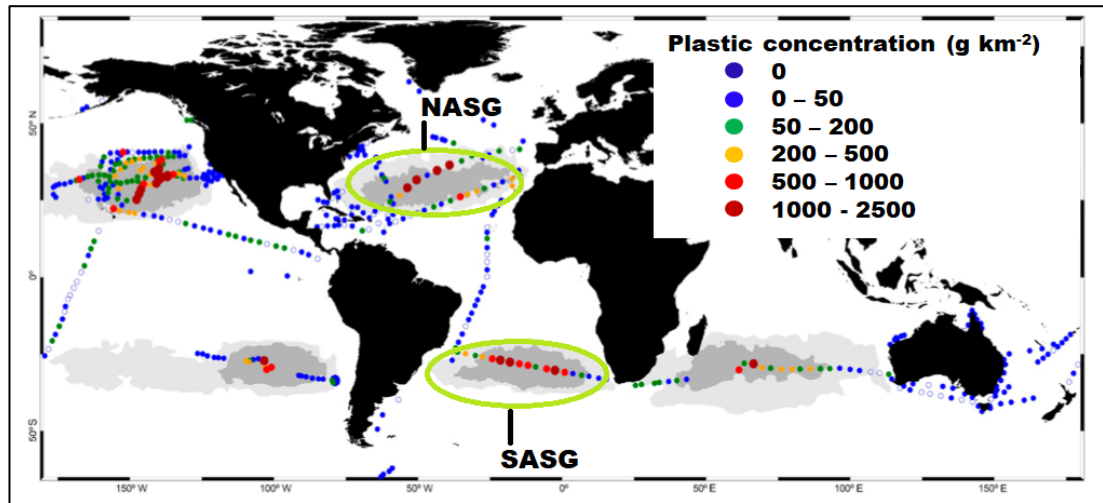 Plastic concentration (g km⁻²)
0
0 – 50
50 – 200
200 – 500
500 – 1000
1000 - 2500
NASG
SASG
50°N
0°
50°S
150°W
100°W
50°W
0°
50°E
100°E
150°E